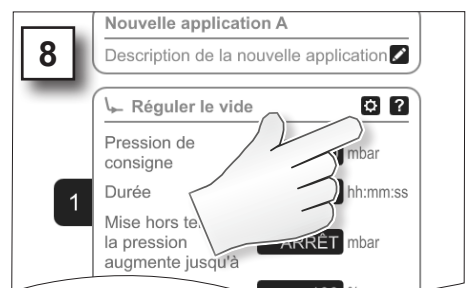 8
Nouvelle application A
Description de la nouvelle application
Réguler le vide ?
Pression de
consigne
mbar
Durée
hh:mm:ss
1
Mise hors
la pression
ARRÊT mbar
augmente jusqu'à